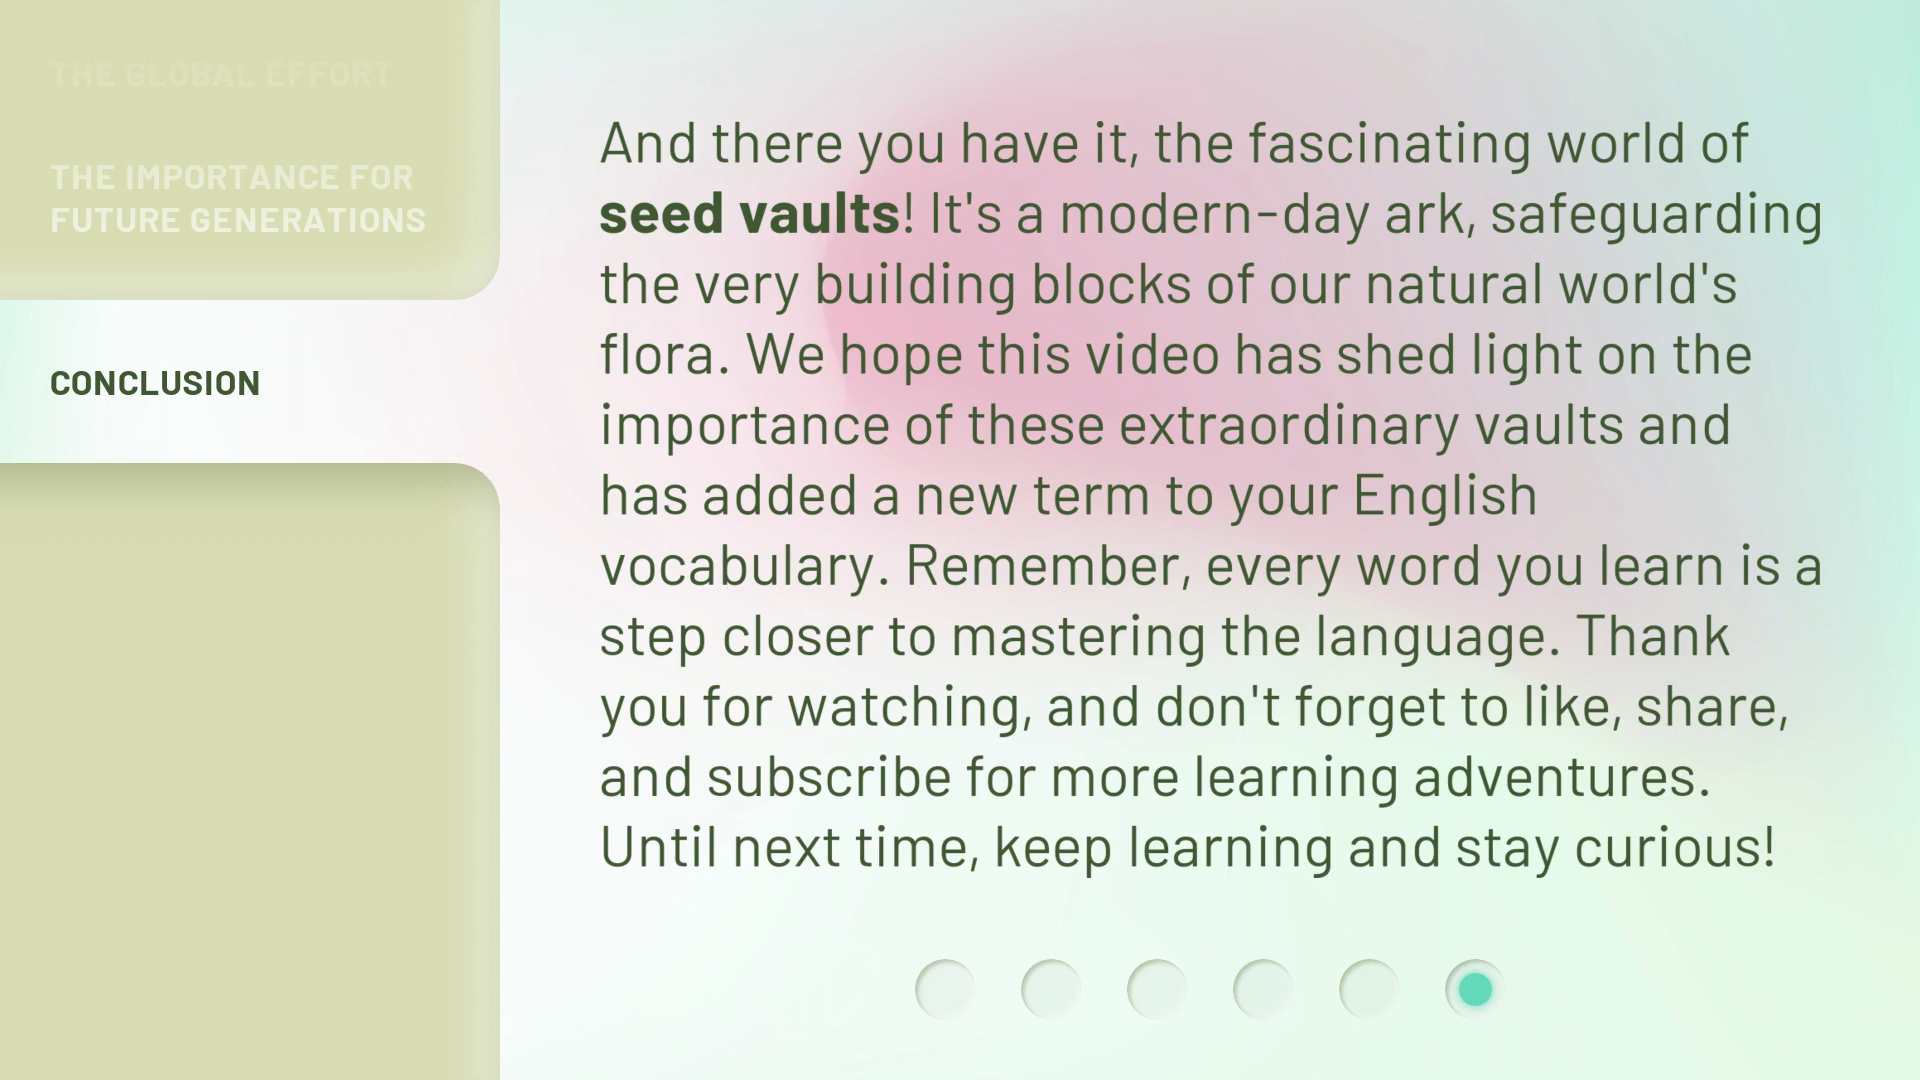 THE GLOBAL EFFORT
THE IMPORTANCE FOR
FUTURE GENERATIONS
CONCLUSION
And there you have it, the fascinating world of
seed vaults! It's a modern-day ark, safeguarding
the very building blocks of our natural world's
flora. We hope this video has shed light on the
importance of these extraordinary vaults and
has added a new term to your English
vocabulary. Remember, every word you learn is a
step closer to mastering the language. Thank
you for watching, and don't forget to like, share,
and subscribe for more learning adventures.
Until next time, keep learning and stay curious!